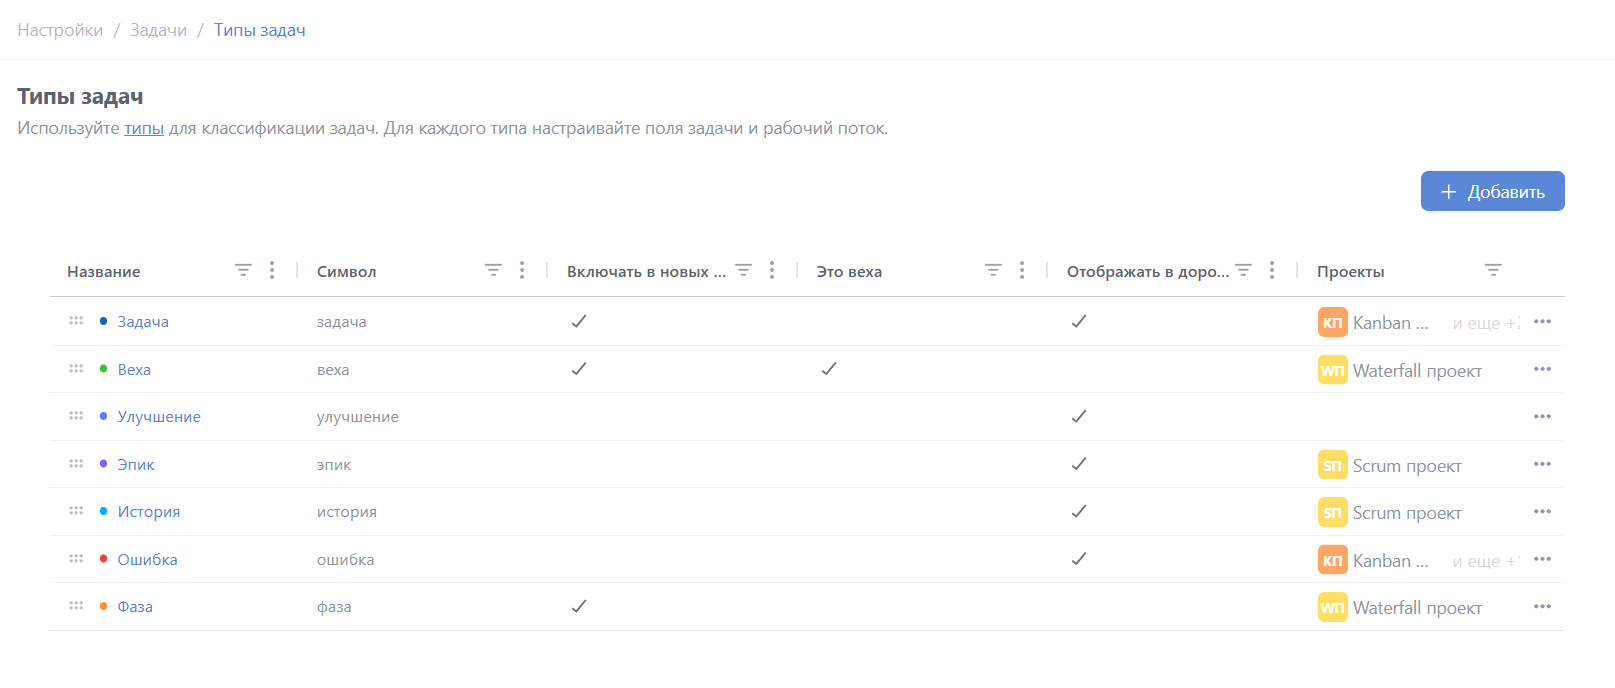 Настройки / Задачи / Типы задач
Типы задач
Используйте типы для классификации задач. Для каждого типа настраивайте поля задачи и рабочий поток.
+ Добавить
Название Символ Включать в новых ... Это веха Отображать в доро... Проекты
Задача задача КП Kanban ... и еще +
Веха веха WП Waterfall проект
Улучшение улучшение
Эпик эпик SП Scrum проект
История история SП Scrum проект
Ошибка ошибка КП Kanban ... и еще +
Фаза фаза WП Waterfall проект